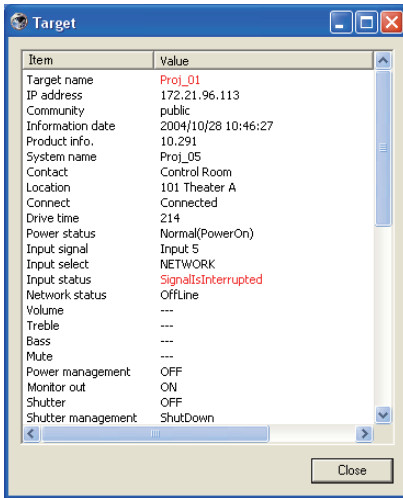 Target
Item Value
Target name Proj_01
IP address 172.21.96.113
Community public
Information date 2004/10/28 10:46:27
Product info. 10.291
System name Proj_05
Contact Control Room
Location 101 Theater A
Connect Connected
Drive time 214
Power status Normal(PowerOn)
Input signal Input 5
Input select NETWORK
Input status SignalIsInterrupted
Network status OffLine
Volume ---
Treble ---
Bass ---
Mute ---
Power management OFF
Monitor out ON
Shutter OFF
Shutter management ShutDown
Close